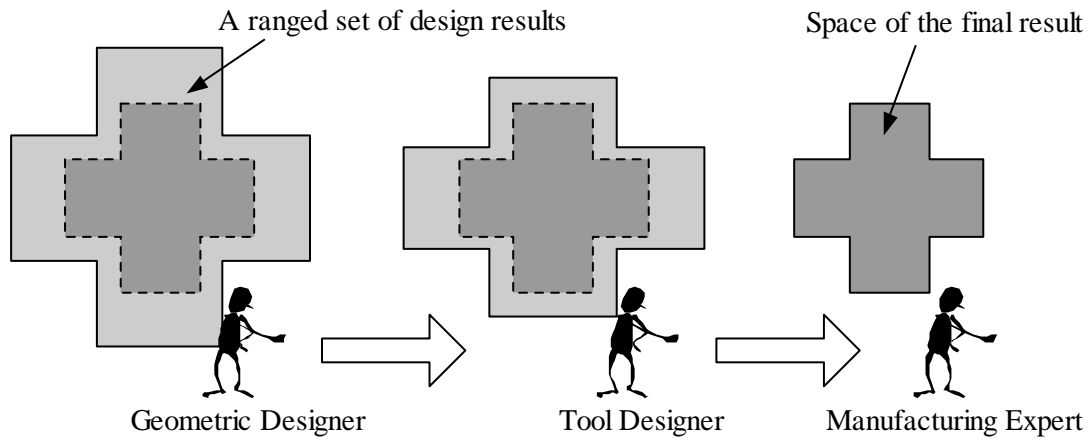 A ranged set of design results
Space of the final result
Geometric Designer
Tool Designer
Manufacturing Expert